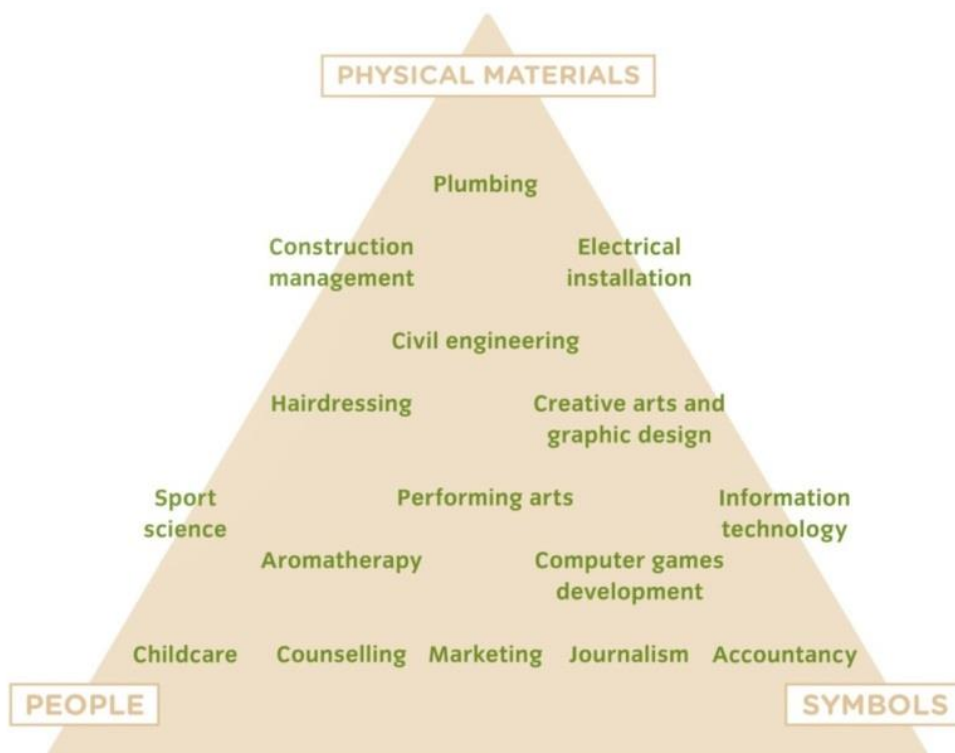 PHYSICAL MATERIALS
Plumbing
Construction
management
Electrical
installation
Civil engineering
Hairdressing
Creative arts and
graphic design
Sport
science
Performing arts
Information
technology
Aromatherapy
Computer games
development
Childcare
Counselling
Marketing
Journalism
Accountancy
PEOPLE
SYMBOLS